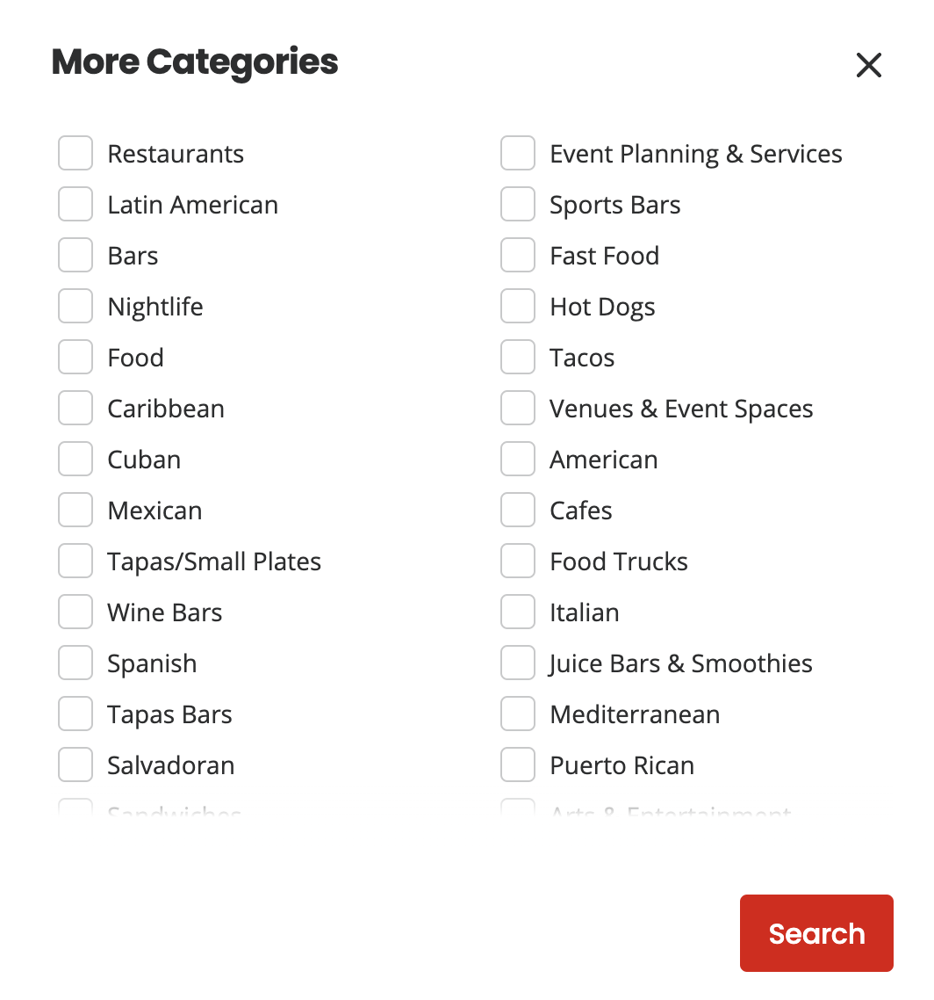 More Categories
Restaurants
Latin American
Bars
Nightlife
Food
Caribbean
Cuban
Mexican
Tapas/Small Plates
Wine Bars
Spanish
Tapas Bars
Salvadoran
Sandwiches
Event Planning & Services
Sports Bars
Fast Food
Hot Dogs
Tacos
Venues & Event Spaces
American
Cafes
Food Trucks
Italian
Juice Bars & Smoothies
Mediterranean
Puerto Rican
Arts & Entertainment
Search